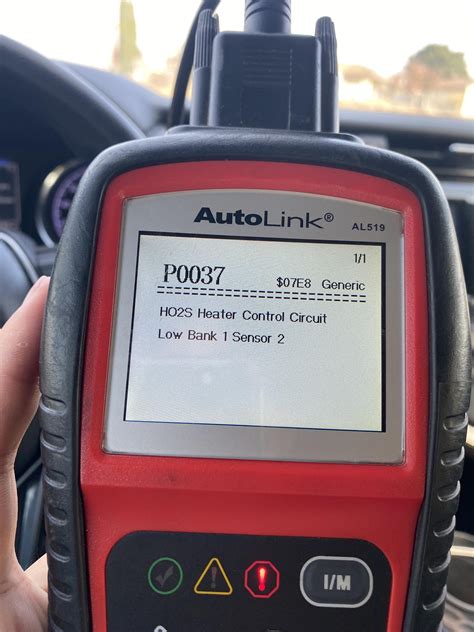 AUTOLINK®
AL519
1/1
P0037
$07E8 Generic
HO2S Heater Control Circuit
Low Bank 1 Sensor 2
I/M